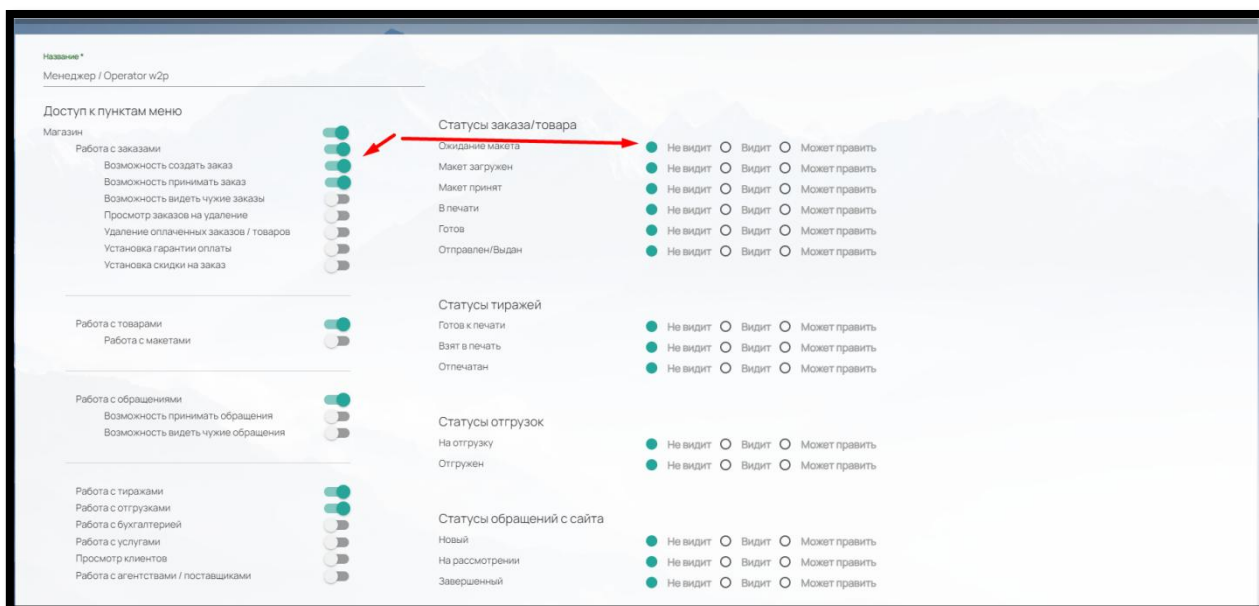 Название *
Менеджер / Operator w2p
Доступ к пунктам меню
Магазин
Работа с заказами
Возможность создать заказ
Возможность принимать заказ
Возможность видеть чужие заказы
Просмотр заказов на удаление
Удаление оплаченных заказов / товаров
Установка гарантии оплаты
Установка скидки на заказ
Работа с товарами
Работа с макетами
Работа с обращениями
Возможность принимать обращения
Возможность видеть чужие обращения
Работа с тиражами
Работа с отгрузками
Работа с бухгалтерией
Работа с услугами
Просмотр клиентов
Работа с агентствами / поставщиками
Статусы заказа/товара
Ожидание макета Не видит Видит Может править
Макет загружен Не видит Видит Может править
Макет принят Не видит Видит Может править
В печати Не видит Видит Может править
Готов Не видит Видит Может править
Отправлен/Выдан Не видит Видит Может править
Статусы тиражей
Готов к печати Не видит Видит Может править
Взят в печать Не видит Видит Может править
Отпечатан Не видит Видит Может править
Статусы отгрузок
На отгрузку Не видит Видит Может править
Отгружен Не видит Видит Может править
Статусы обращений с сайта
Новый Не видит Видит Может править
На рассмотрении Не видит Видит Может править
Завершенный Не видит Видит Может править